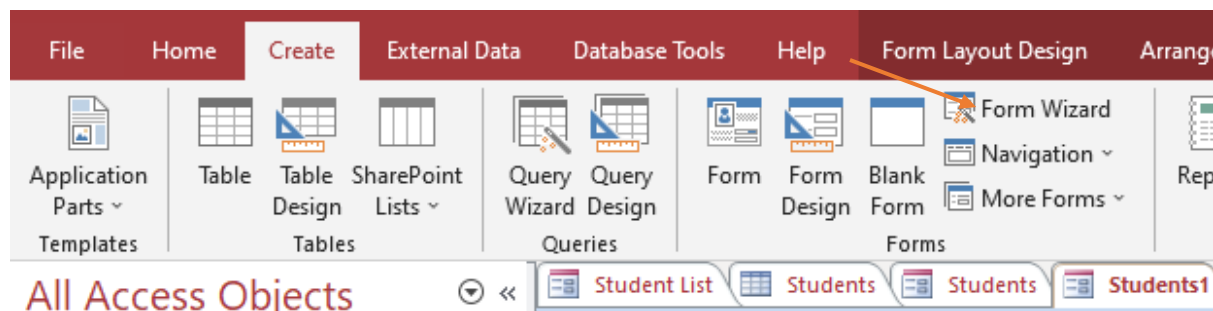 File Home Create External Data Database Tools Help Form Layout Design Arrange
Form Wizard
Navigation
More Forms
Application Parts
Table
Table Design
SharePoint Lists
Query Wizard
Query Design
Form
Form Design
Blank Form
Rep
Templates Tables Queries Forms
All Access Objects
Student List Students Students Students1